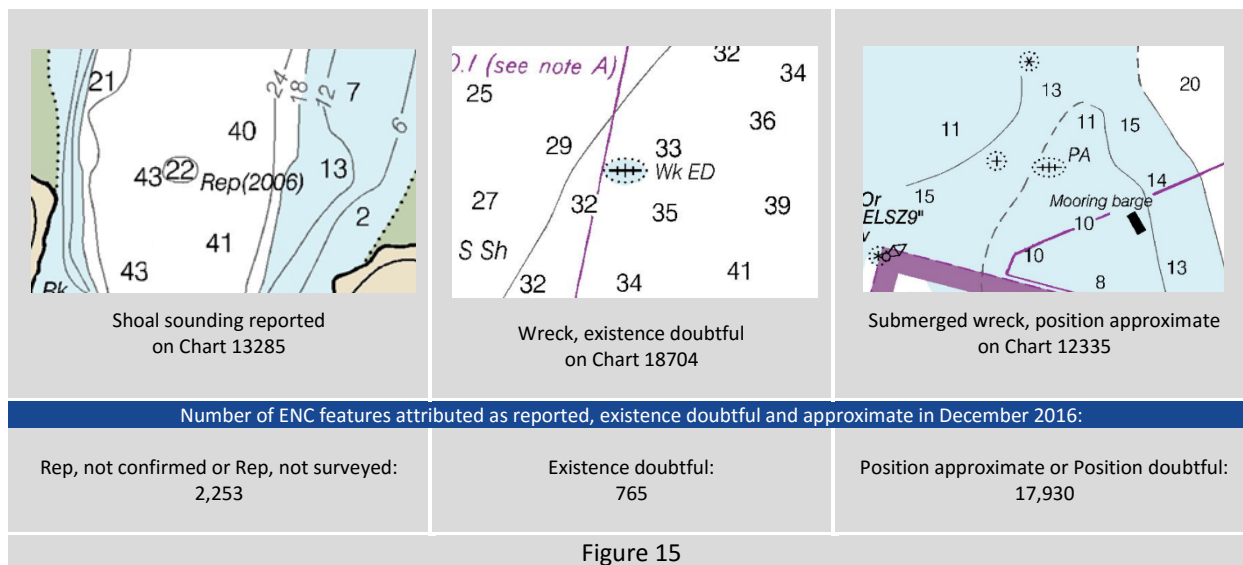 21
24
18
12
7
6
40
43 22 Rep(2006)
13
2
41
43
Rk
O.I (see note A)
32
34
25
36
29
33
Wk ED
27
32
35
39
S Sh
32
34
41
13
20
11
11
15
PA
15
14
Or
ELSZ9"
Mooring barge
10
10
8
13
Shoal sounding reported
on Chart 13285
Wreck, existence doubtful
on Chart 18704
Submerged wreck, position approximate
on Chart 12335
Number of ENC features attributed as reported, existence doubtful and approximate in December 2016:
Rep, not confirmed or Rep, not surveyed:
2,253
Existence doubtful:
765
Position approximate or Position doubtful:
17,930
Figure 15